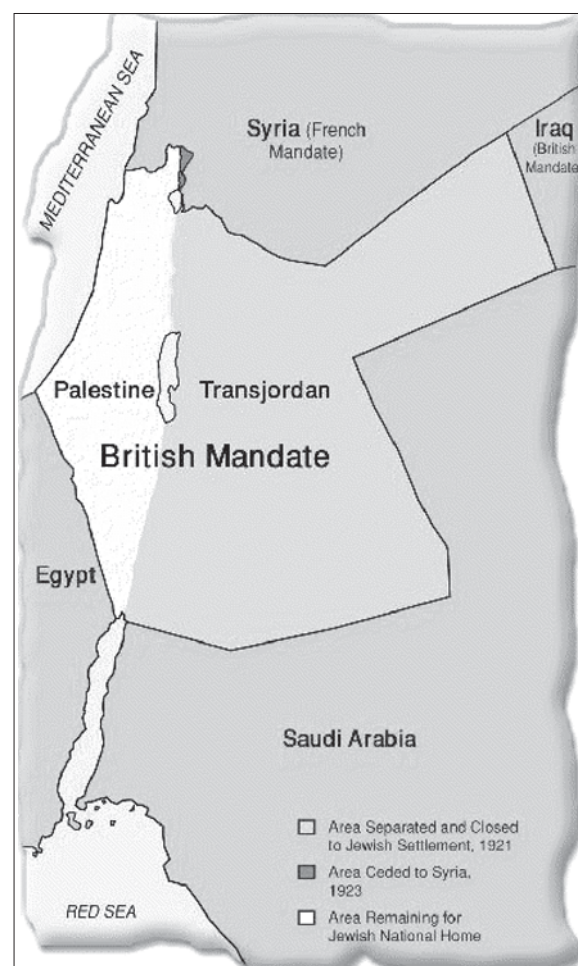 MEDITERRANEAN SEA
Syria (French
Mandate)
Iraq
(British
Mandate
Palestine
Transjordan
British Mandate
Egypt
Saudi Arabia
Area Separated and Closed
to Jewish Settlement, 1921
Area Ceded to Syria,
1923
Area Remaining for
Jewish National Home
RED SEA